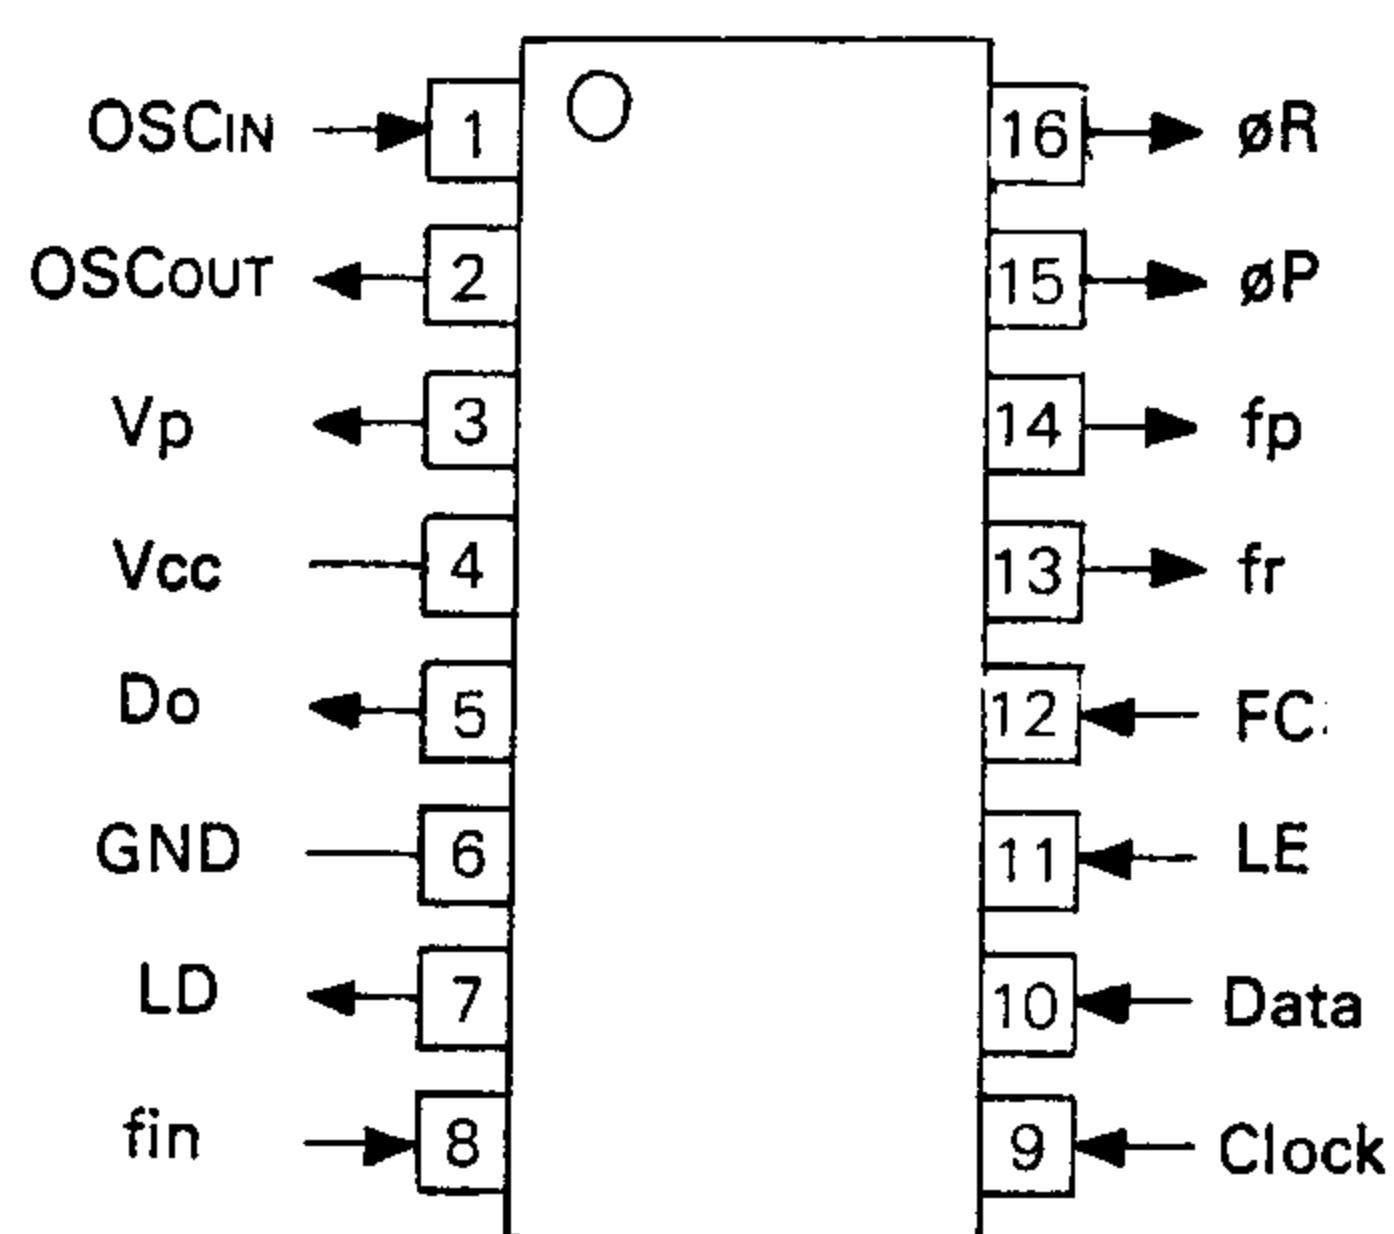 OSCIN 1 16 øR
OSCOUT 2 15 øP
Vp 3 14 fp
Vcc 4 13 fr
Do 5 12 FC
GND 6 11 LE
LD 7 10 Data
fin 8 9 Clock